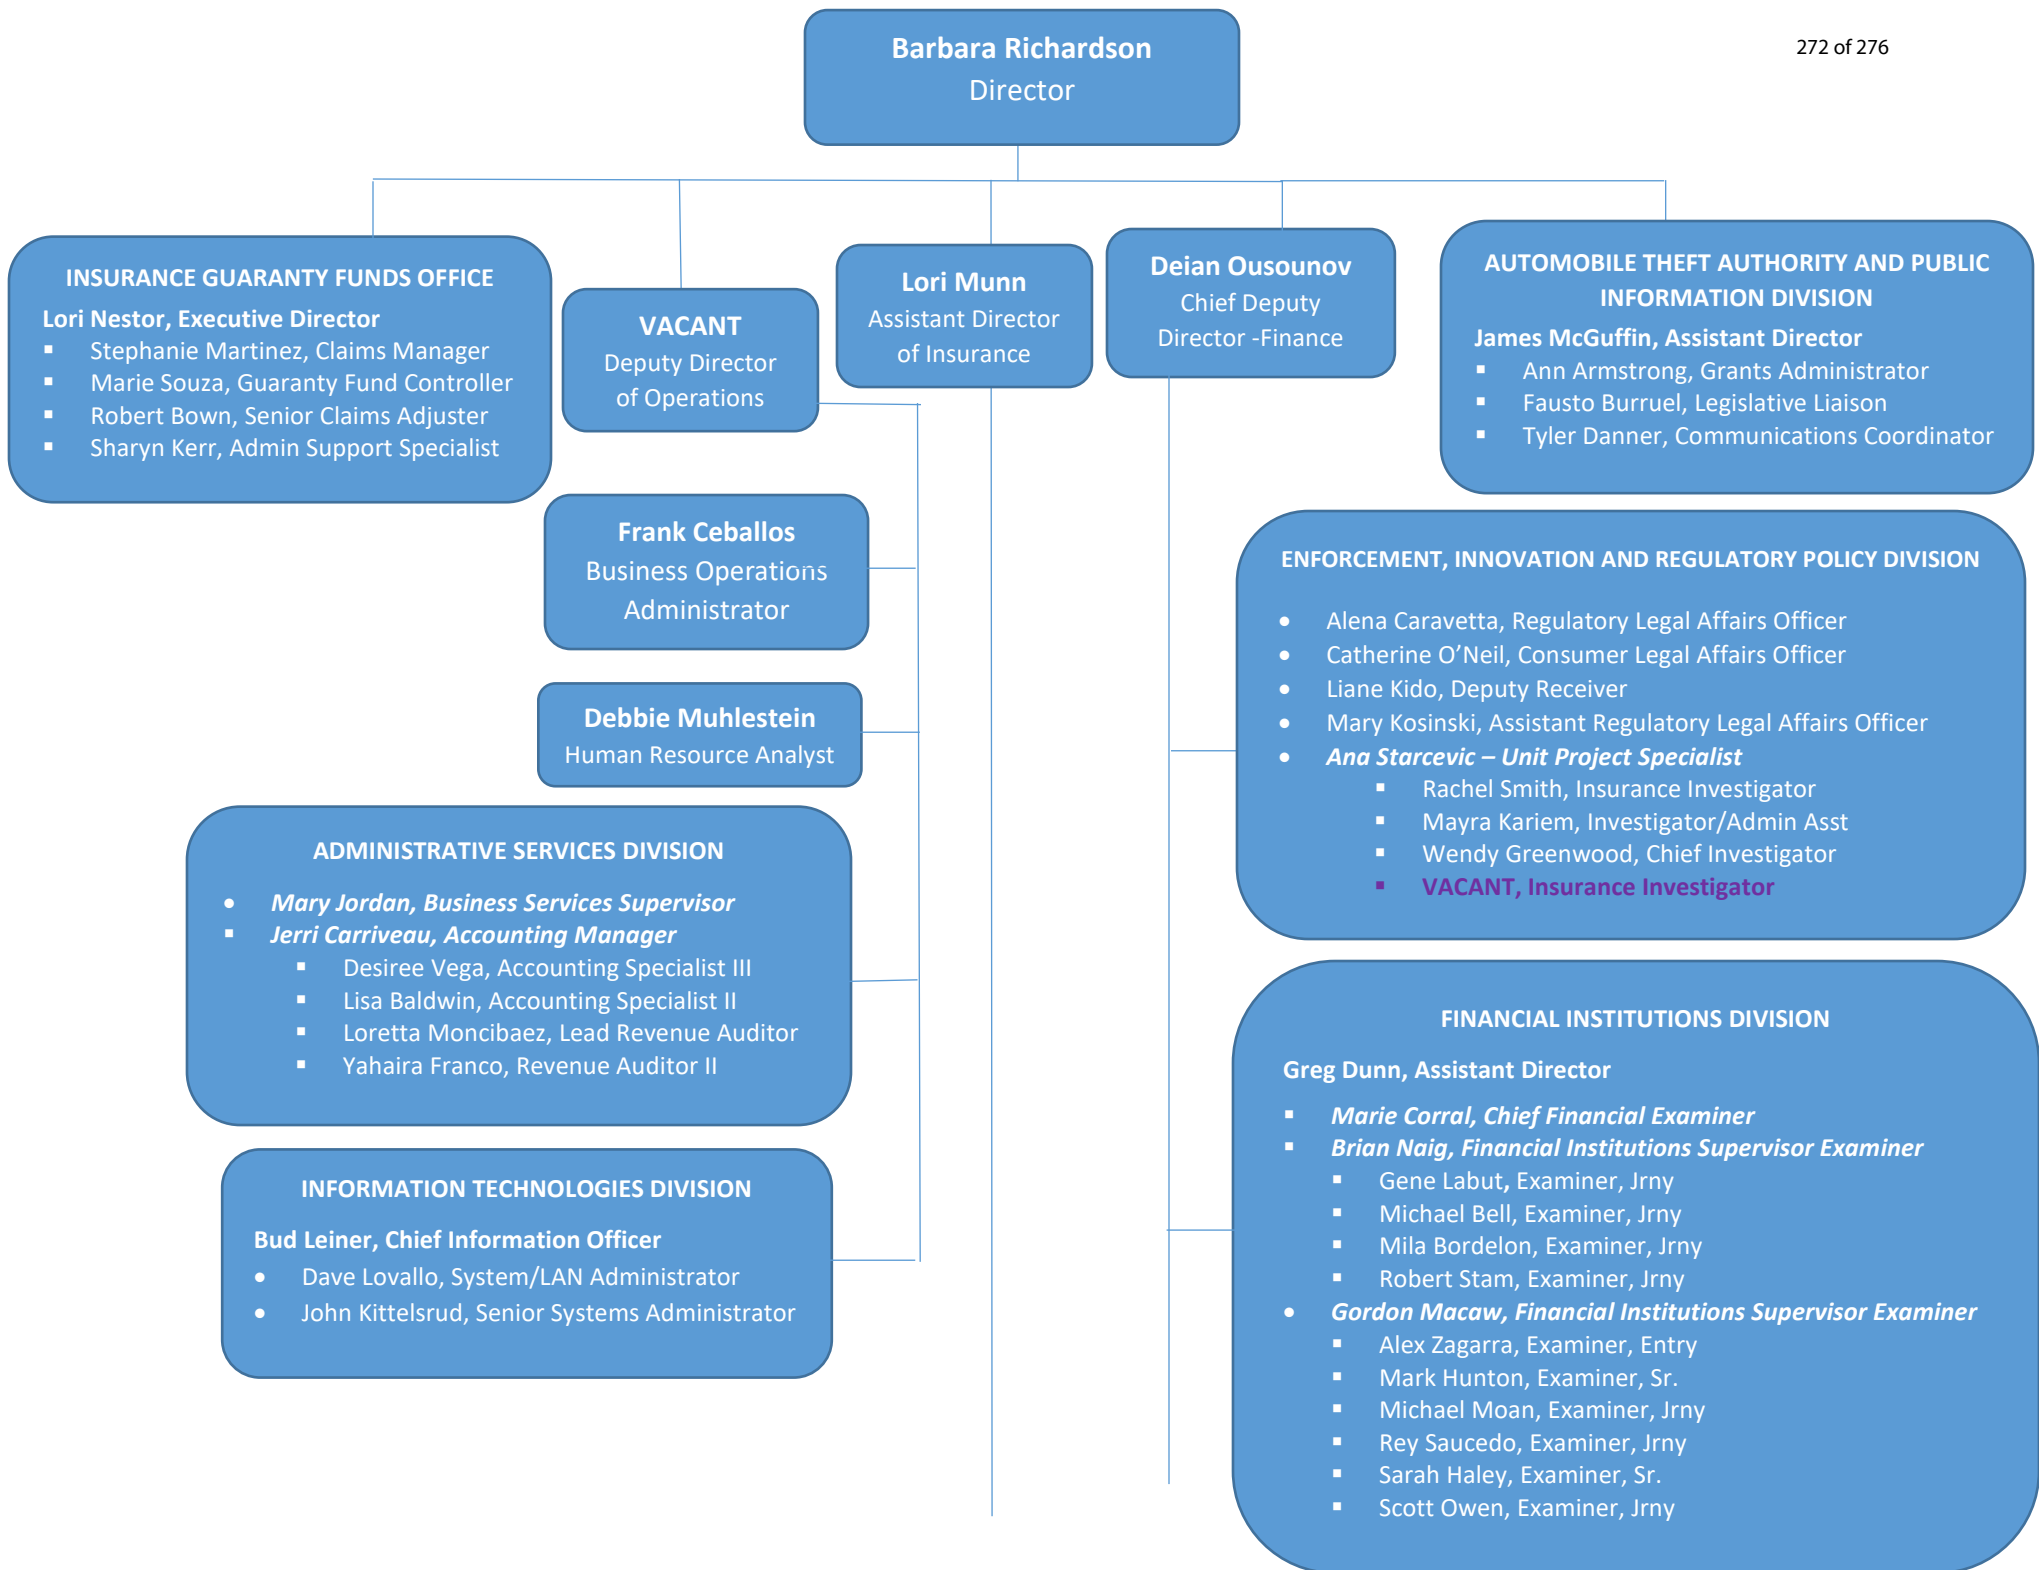 272 of 276
Barbara Richardson
Director
INSURANCE GUARANTY FUNDS OFFICE
Lori Nestor, Executive Director
▪ Stephanie Martinez, Claims Manager
▪ Marie Souza, Guaranty Fund Controller
▪ Robert Bown, Senior Claims Adjuster
▪ Sharyn Kerr, Admin Support Specialist
VACANT
Deputy Director
of Operations
Lori Munn
Assistant Director
of Insurance
Deian Ousounov
Chief Deputy
Director -Finance
AUTOMOBILE THEFT AUTHORITY AND PUBLIC
INFORMATION DIVISION
James McGuffin, Assistant Director
▪ Ann Armstrong, Grants Administrator
▪ Fausto Burruel, Legislative Liaison
▪ Tyler Danner, Communications Coordinator
Frank Ceballos
Business Operations
Administrator
Debbie Muhlestein
Human Resource Analyst
ADMINISTRATIVE SERVICES DIVISION
• Mary Jordan, Business Services Supervisor
▪ Jerri Carriveau, Accounting Manager
▪ Desiree Vega, Accounting Specialist III
▪ Lisa Baldwin, Accounting Specialist II
▪ Loretta Moncibaez, Lead Revenue Auditor
▪ Yahaira Franco, Revenue Auditor II
INFORMATION TECHNOLOGIES DIVISION
Bud Leiner, Chief Information Officer
• Dave Lovallo, System/LAN Administrator
• John Kittelsrud, Senior Systems Administrator
ENFORCEMENT, INNOVATION AND REGULATORY POLICY DIVISION
• Alena Caravetta, Regulatory Legal Affairs Officer
• Catherine O’Neil, Consumer Legal Affairs Officer
• Liane Kido, Deputy Receiver
• Mary Kosinski, Assistant Regulatory Legal Affairs Officer
• Ana Starcevic – Unit Project Specialist
▪ Rachel Smith, Insurance Investigator
▪ Mayra Kariem, Investigator/Admin Asst
▪ Wendy Greenwood, Chief Investigator
▪ VACANT, Insurance Investigator
FINANCIAL INSTITUTIONS DIVISION
Greg Dunn, Assistant Director
▪ Marie Corral, Chief Financial Examiner
▪ Brian Naig, Financial Institutions Supervisor Examiner
▪ Gene Labut, Examiner, Jrny
▪ Michael Bell, Examiner, Jrny
▪ Mila Bordelon, Examiner, Jrny
▪ Robert Stam, Examiner, Jrny
• Gordon Macaw, Financial Institutions Supervisor Examiner
▪ Alex Zagarra, Examiner, Entry
▪ Mark Hunton, Examiner, Sr.
▪ Michael Moan, Examiner, Jrny
▪ Rey Saucedo, Examiner, Jrny
▪ Sarah Haley, Examiner, Sr.
▪ Scott Owen, Examiner, Jrny